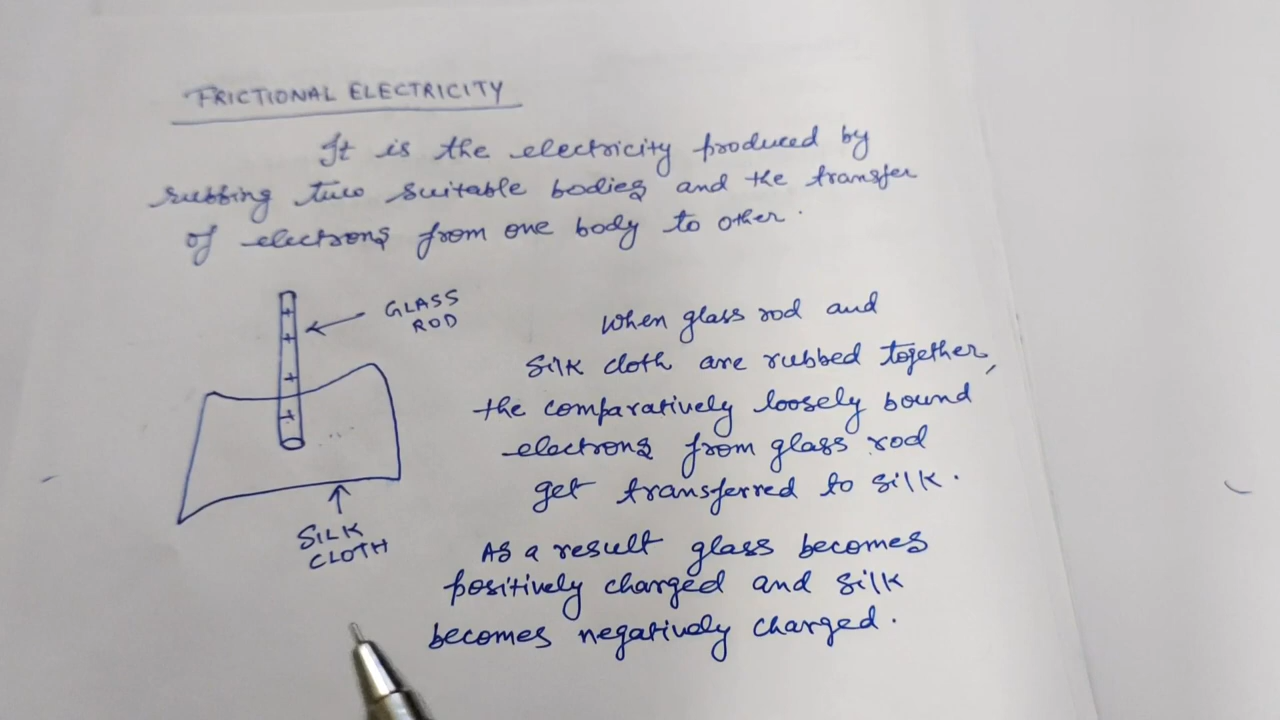 FRICTIONAL ELECTRICITY
It is the electricity produced by
rubbing two suitable bodies and the transfer
of electrons from one body to other.
GLASS
ROD
When glass rod and
silk cloth are rubbed together,
the comparatively loosely bound
electrons from glass rod
get transferred to silk.
SILK
CLOTH
As a result glass becomes
positively charged and silk
becomes negatively charged.